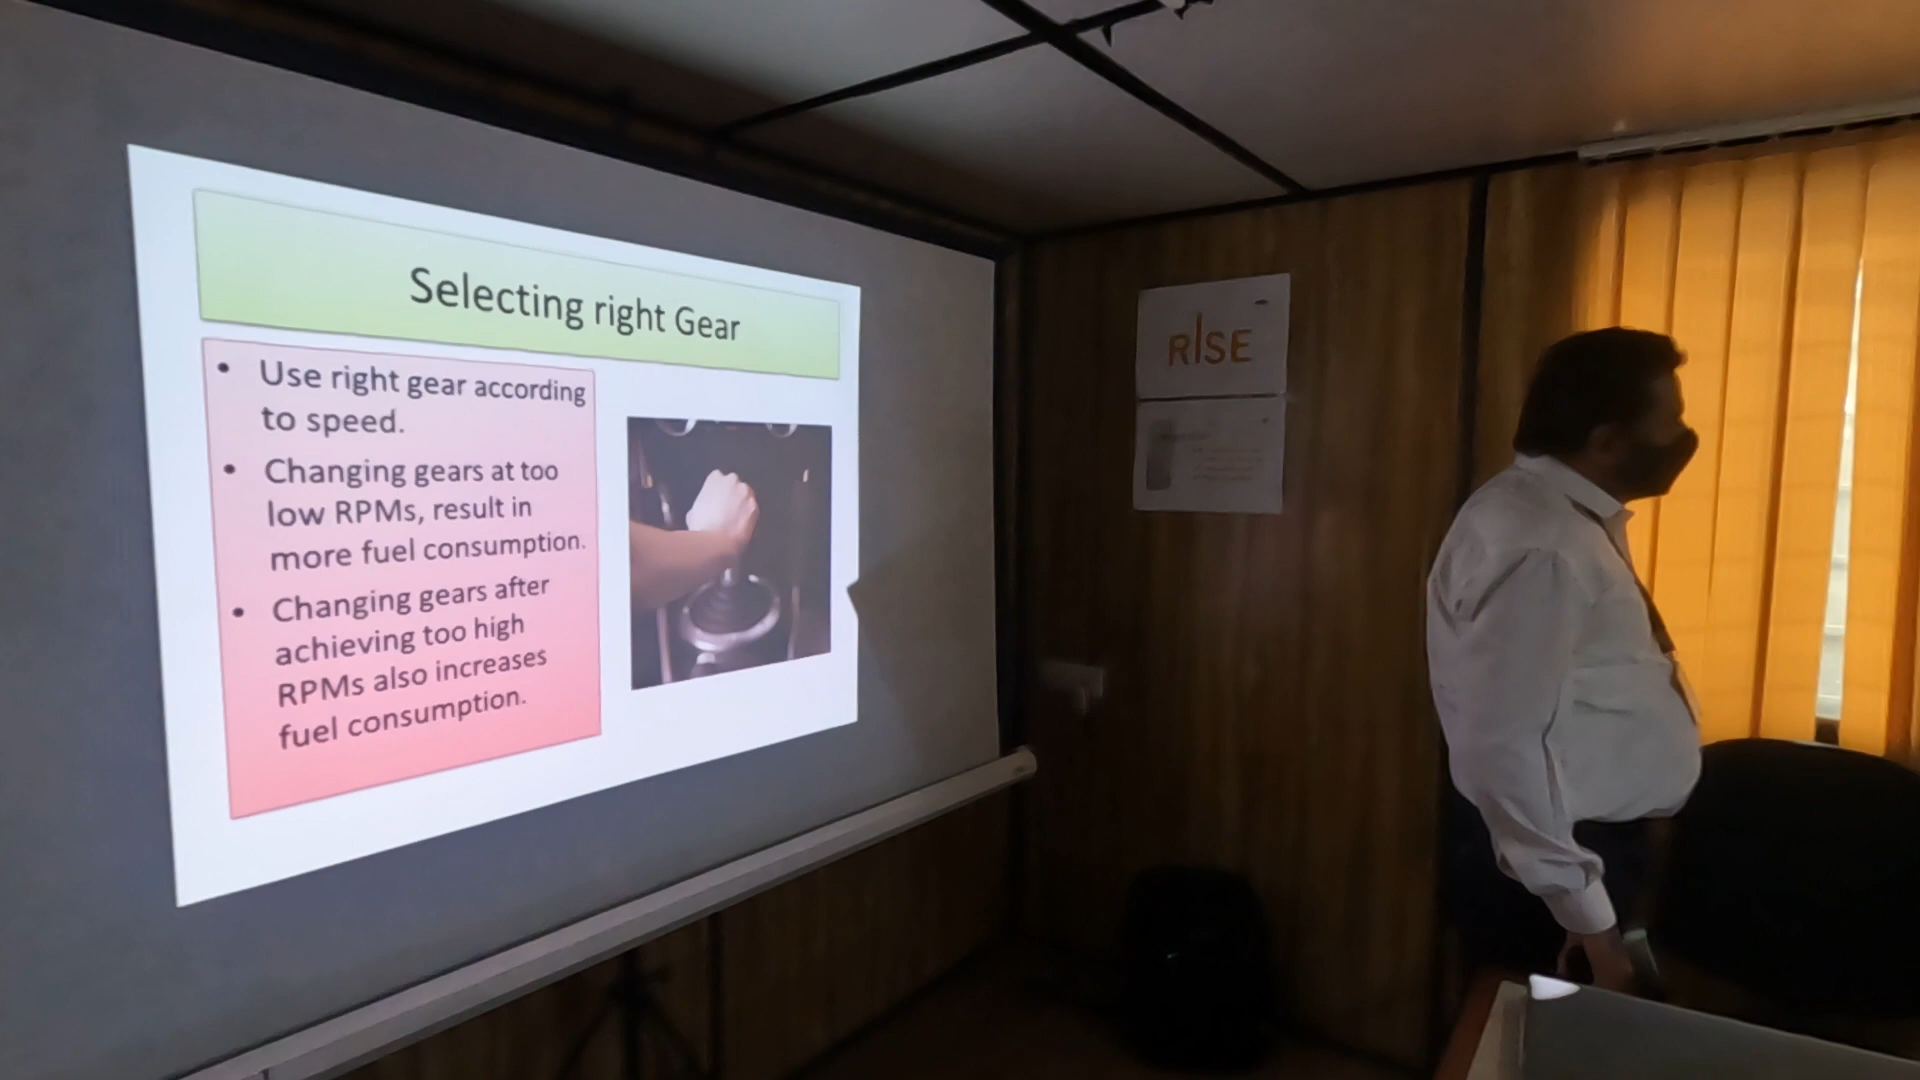 Selecting right Gear
• Use right gear according
to speed.
• Changing gears at too
low RPMs, result in
more fuel consumption.
• Changing gears after
achieving too high
RPMs also increases
fuel consumption.
RISE